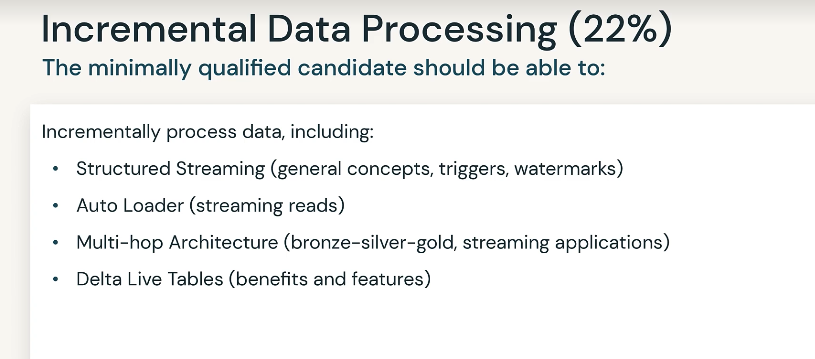 Incremental Data Processing (22%)
The minimally qualified candidate should be able to:
Incrementally process data, including:
• Structured Streaming (general concepts, triggers, watermarks)
• Auto Loader (streaming reads)
• Multi-hop Architecture (bronze-silver-gold, streaming applications)
• Delta Live Tables (benefits and features)